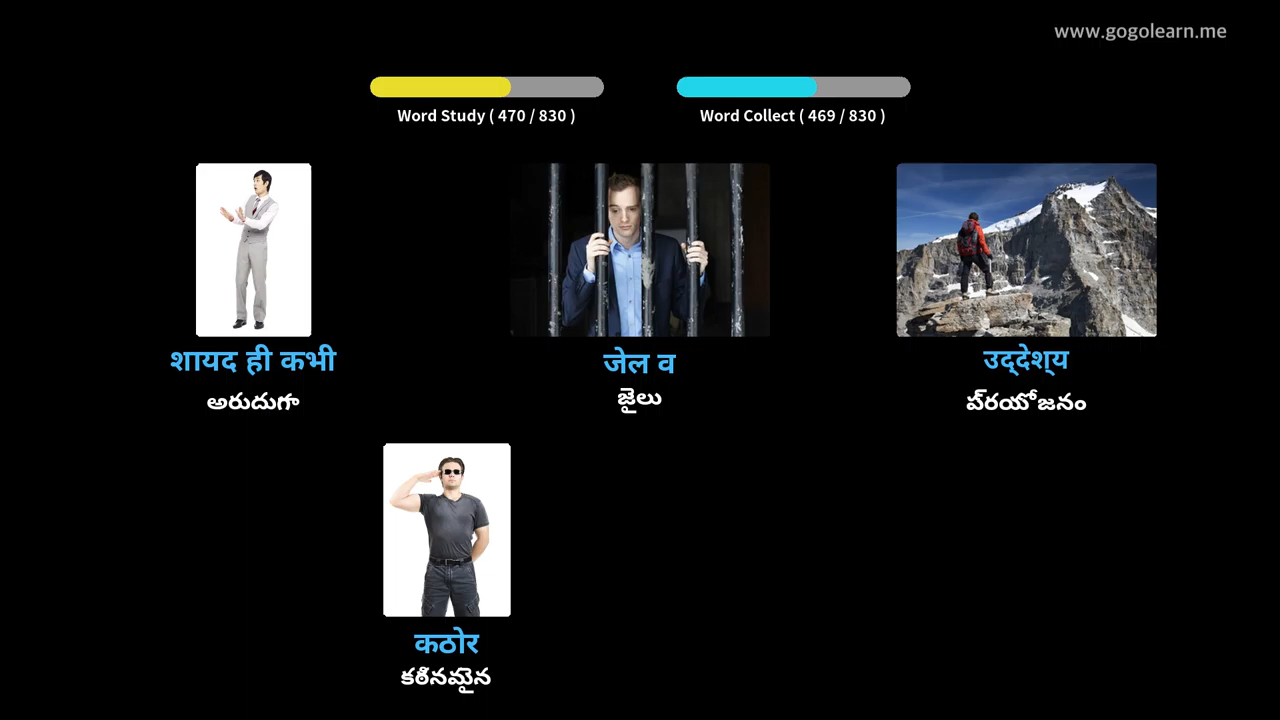 www.gogolearn.me
Word Study ( 470 / 830 )
Word Collect ( 469 / 830 )
शायद ही कभी
जेल व
उद्देश्य
అరుదుగా
జైలు
ప్రయోజనం
कठोर
కఠినమైన